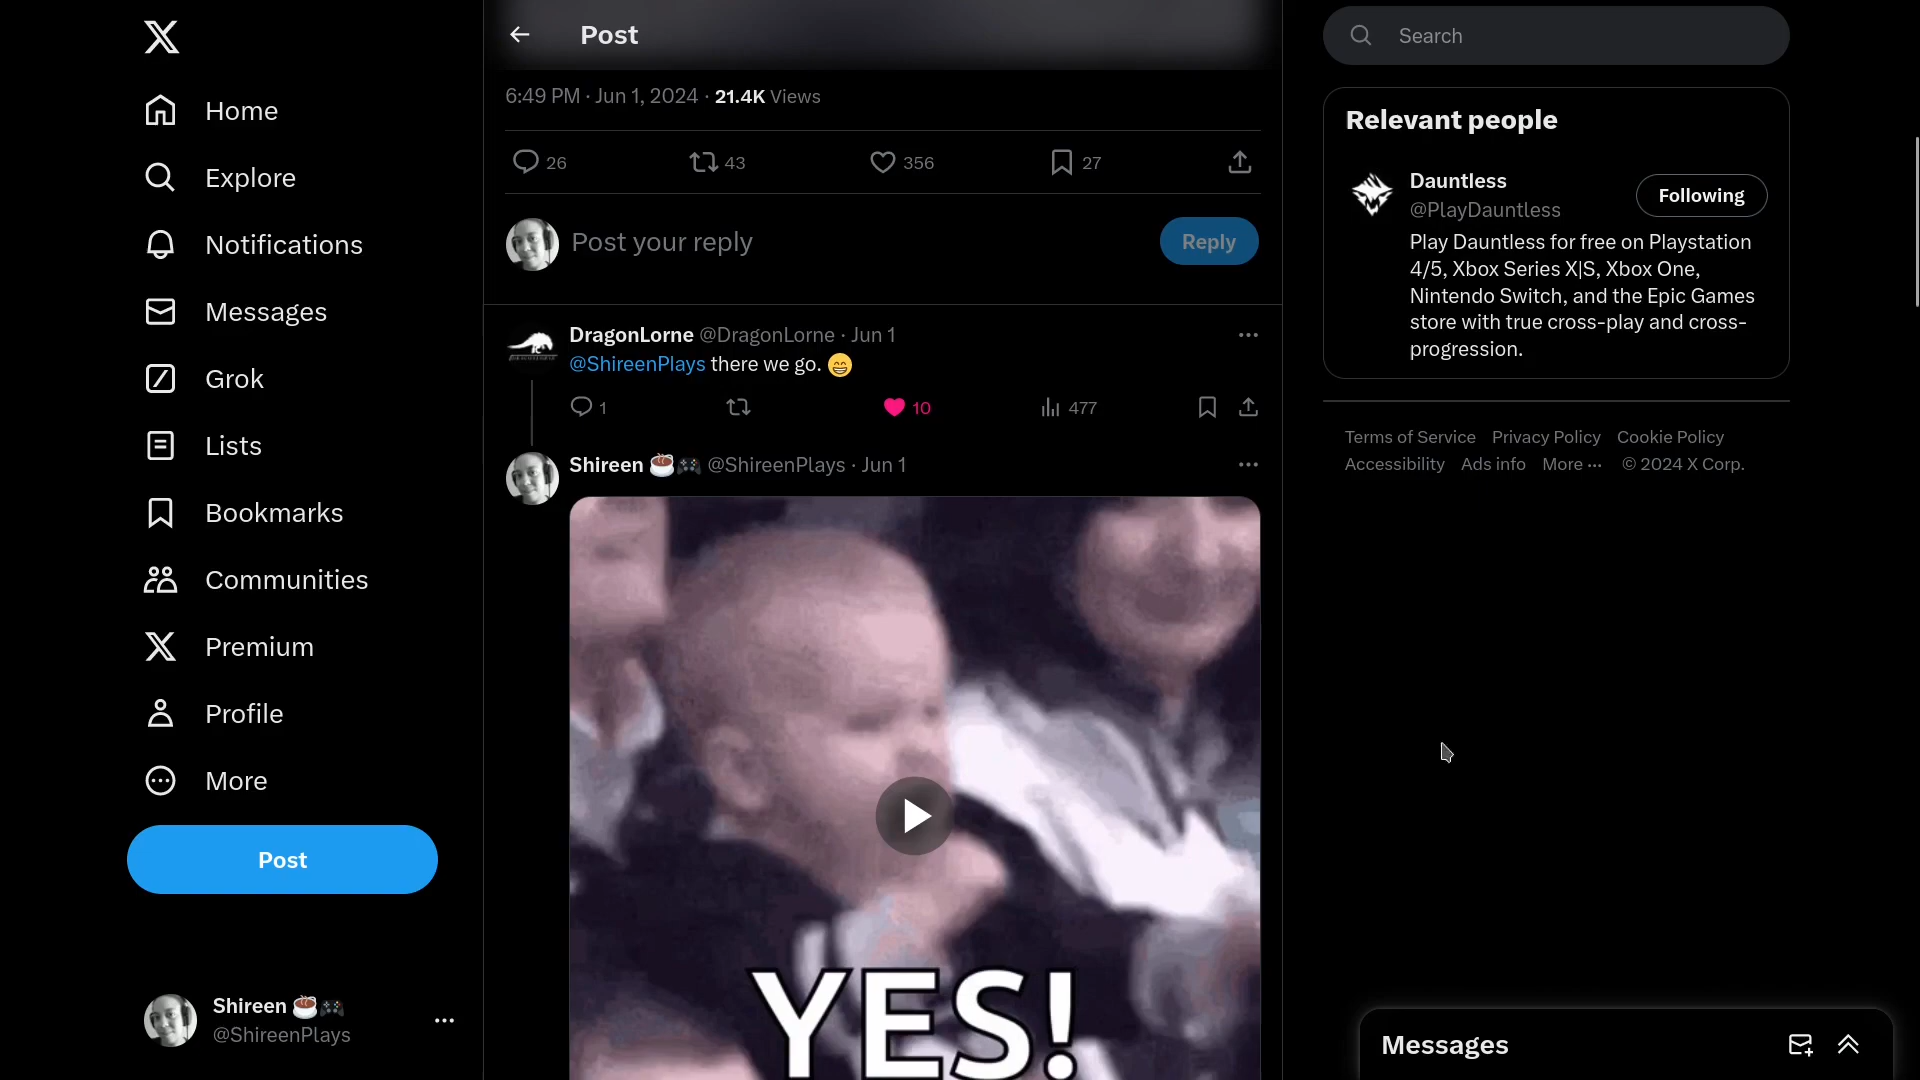 Post
6:49 PM · Jun 1, 2024 · 21.4K Views
26 43 356 27
Post your reply
Reply
DragonLorne @DragonLorne · Jun 1
@ShireenPlays there we go. 😁
1 10 477
Shireen ☕🎮 @ShireenPlays · Jun 1
YES!
Home
Explore
Notifications
Messages
Grok
Lists
Bookmarks
Communities
Premium
Profile
More
Post
Shireen ☕🎮
@ShireenPlays
Search
Relevant people
Dauntless
@PlayDauntless
Following
Play Dauntless for free on Playstation
4/5, Xbox Series X|S, Xbox One,
Nintendo Switch, and the Epic Games
store with true cross-play and cross-
progression.
Terms of Service Privacy Policy Cookie Policy
Accessibility Ads info More ··· © 2024 X Corp.
Messages